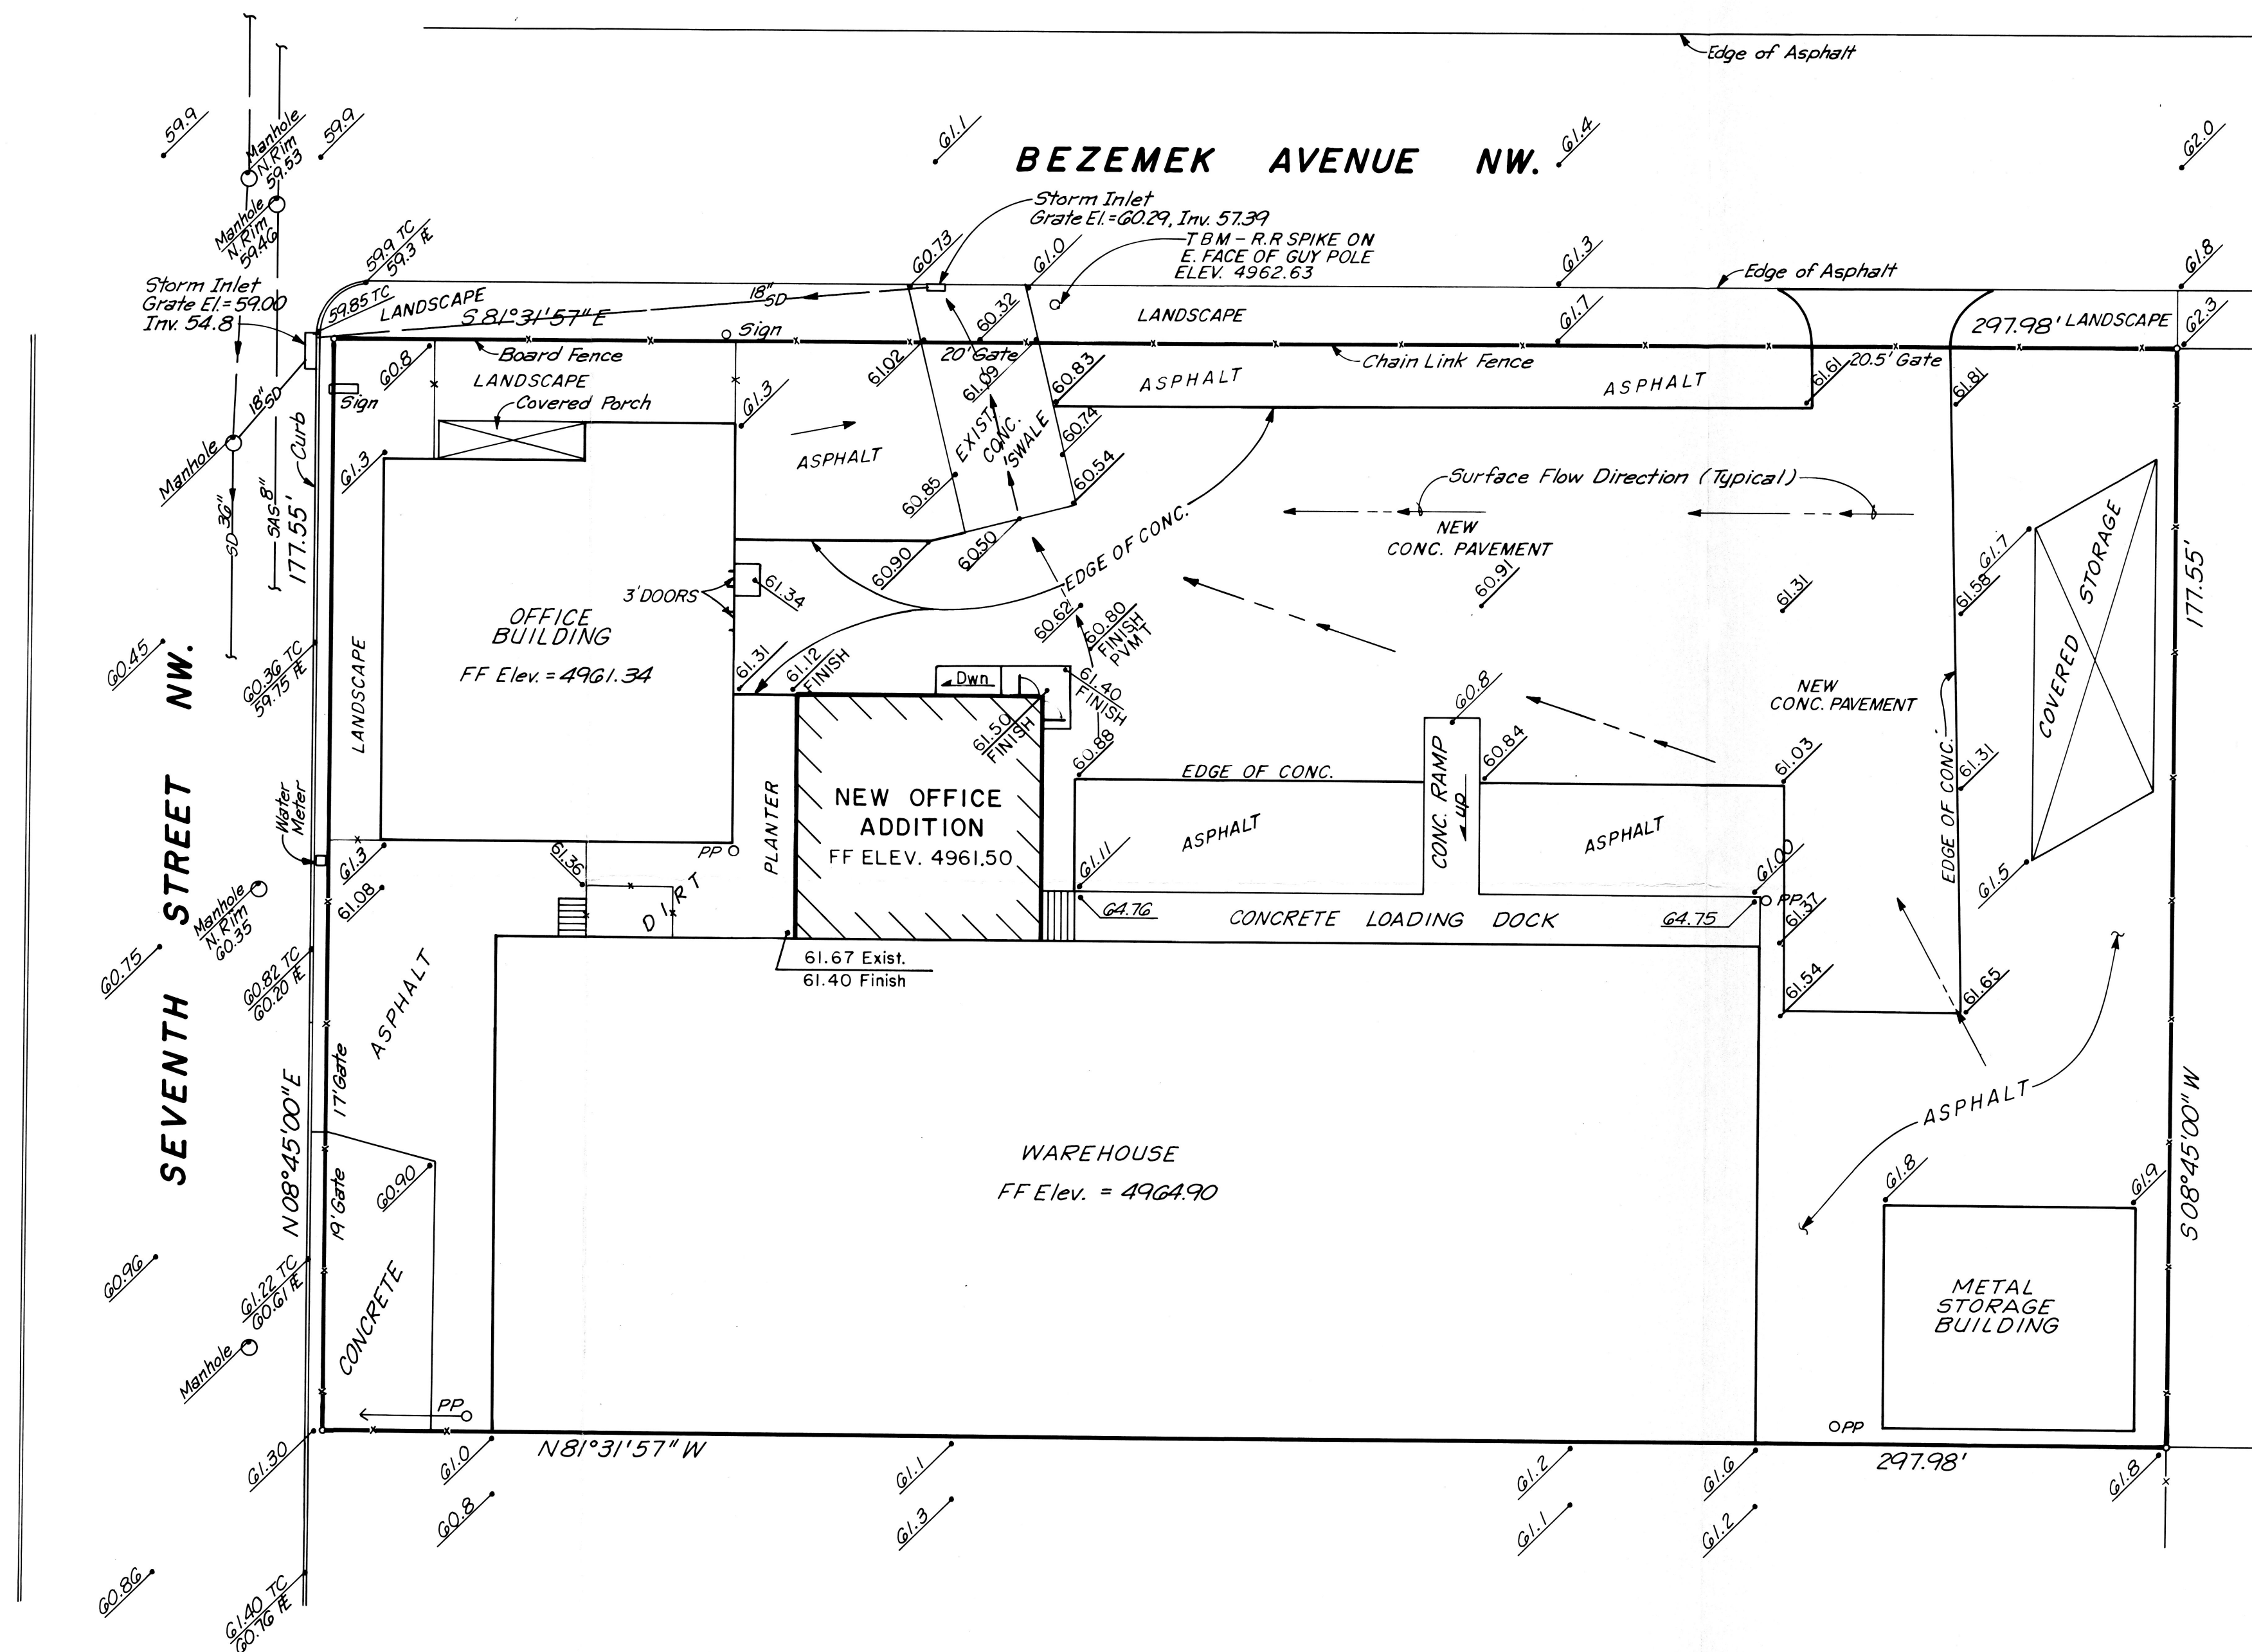 Edge of Asphalt
59.9
Manhole
N.Rim
59.53
59.9
61.1
61.4
62.0
BEZEMEK AVENUE NW.
Manhole
N.Rim
59.46
Storm Inlet
Grate El.=60.29, Inv. 57.39
TBM-R.R SPIKE ON
E. FACE OF GUY POLE
ELEV. 4962.63
59.9 TC
59.3 FL
60.73
61.0
61.3
Edge of Asphalt
61.8
Storm Inlet
Grate El.=59.00
Inv. 54.8
59.85 TC
LANDSCAPE
S 81°31'57" E
18" SD
60.32
LANDSCAPE
61.7
297.98'
LANDSCAPE
62.3
Sign
Board Fence
60.8
LANDSCAPE
61.02
20' Gate
61.09
60.83
ASPHALT
Chain Link Fence
ASPHALT
61.61
20.5' Gate
61.81
18" SD
Curb
Sign
Covered Porch
61.3
Manhole
61.3
ASPHALT
EXIST.
CONC.
SWALE
60.74
60.85
60.54
Surface Flow Direction (Typical)
SD 36"
SAS 8"
177.55'
NEW
CONC. PAVEMENT
61.7
COVERED STORAGE
177.55'
60.90
60.50
EDGE OF CONC.
3' DOORS
61.34
60.62
60.80
FINISH
PVMT
60.91
61.31
61.58
OFFICE
BUILDING
FF Elev. = 4961.34
LANDSCAPE
60.45
60.36 TC
59.75 FL
61.31
61.12
FINISH
Dwn
61.40
FINISH
61.50
FINISH
60.88
60.8
NEW
CONC. PAVEMENT
SEVENTH STREET NW.
EDGE OF CONC.
CONC. RAMP
up
60.84
61.03
EDGE OF CONC.
61.31
Water
Meter
PLANTER
NEW OFFICE
ADDITION
FF ELEV. 4961.50
ASPHALT
ASPHALT
61.3
61.36
PP
61.11
61.00
61.5
61.08
Manhole
N. Rim
60.35
DIRT
64.76
CONCRETE LOADING DOCK
64.75
PP
61.37
60.75
60.82 TC
60.20 FL
ASPHALT
61.67 Exist.
61.40 Finish
61.54
61.65
N 08°45'00" E
17' Gate
19' Gate
ASPHALT
S 08°45'00" W
WAREHOUSE
FF Elev. = 4964.90
60.90
61.8
61.9
60.96
61.22 TC
60.61 FL
CONCRETE
METAL
STORAGE
BUILDING
Manhole
PP
PP
61.30
61.0
N 81°31'57" W
61.1
61.2
61.6
297.98'
61.8
60.8
61.3
61.1
61.2
60.86
61.40 TC
60.76 FL